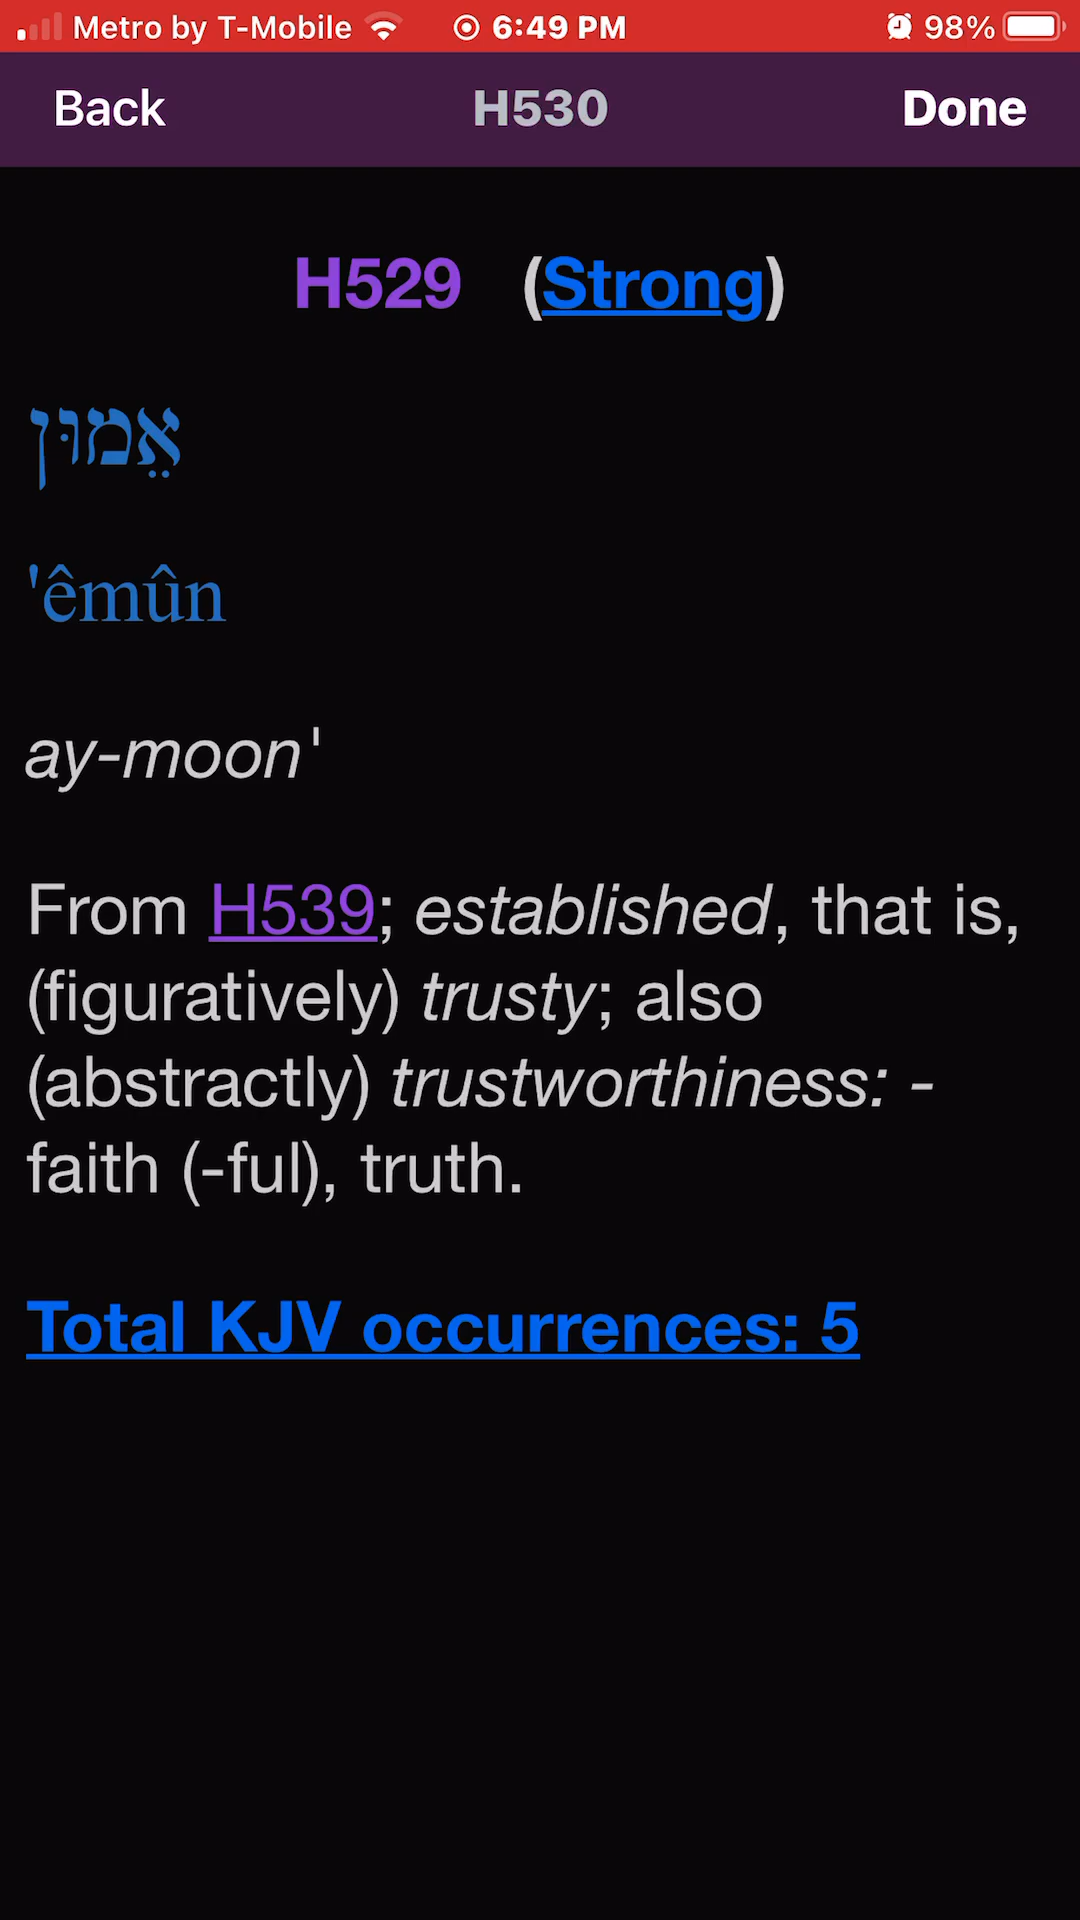 Metro by T-Mobile 6:49 PM 98%
Back H530 Done
H529 (Strong)
אֵמוּן
'êmûn
ay-moon'
From H539; established, that is,
(figuratively) trusty; also
(abstractly) trustworthiness: -
faith (-ful), truth.
Total KJV occurrences: 5